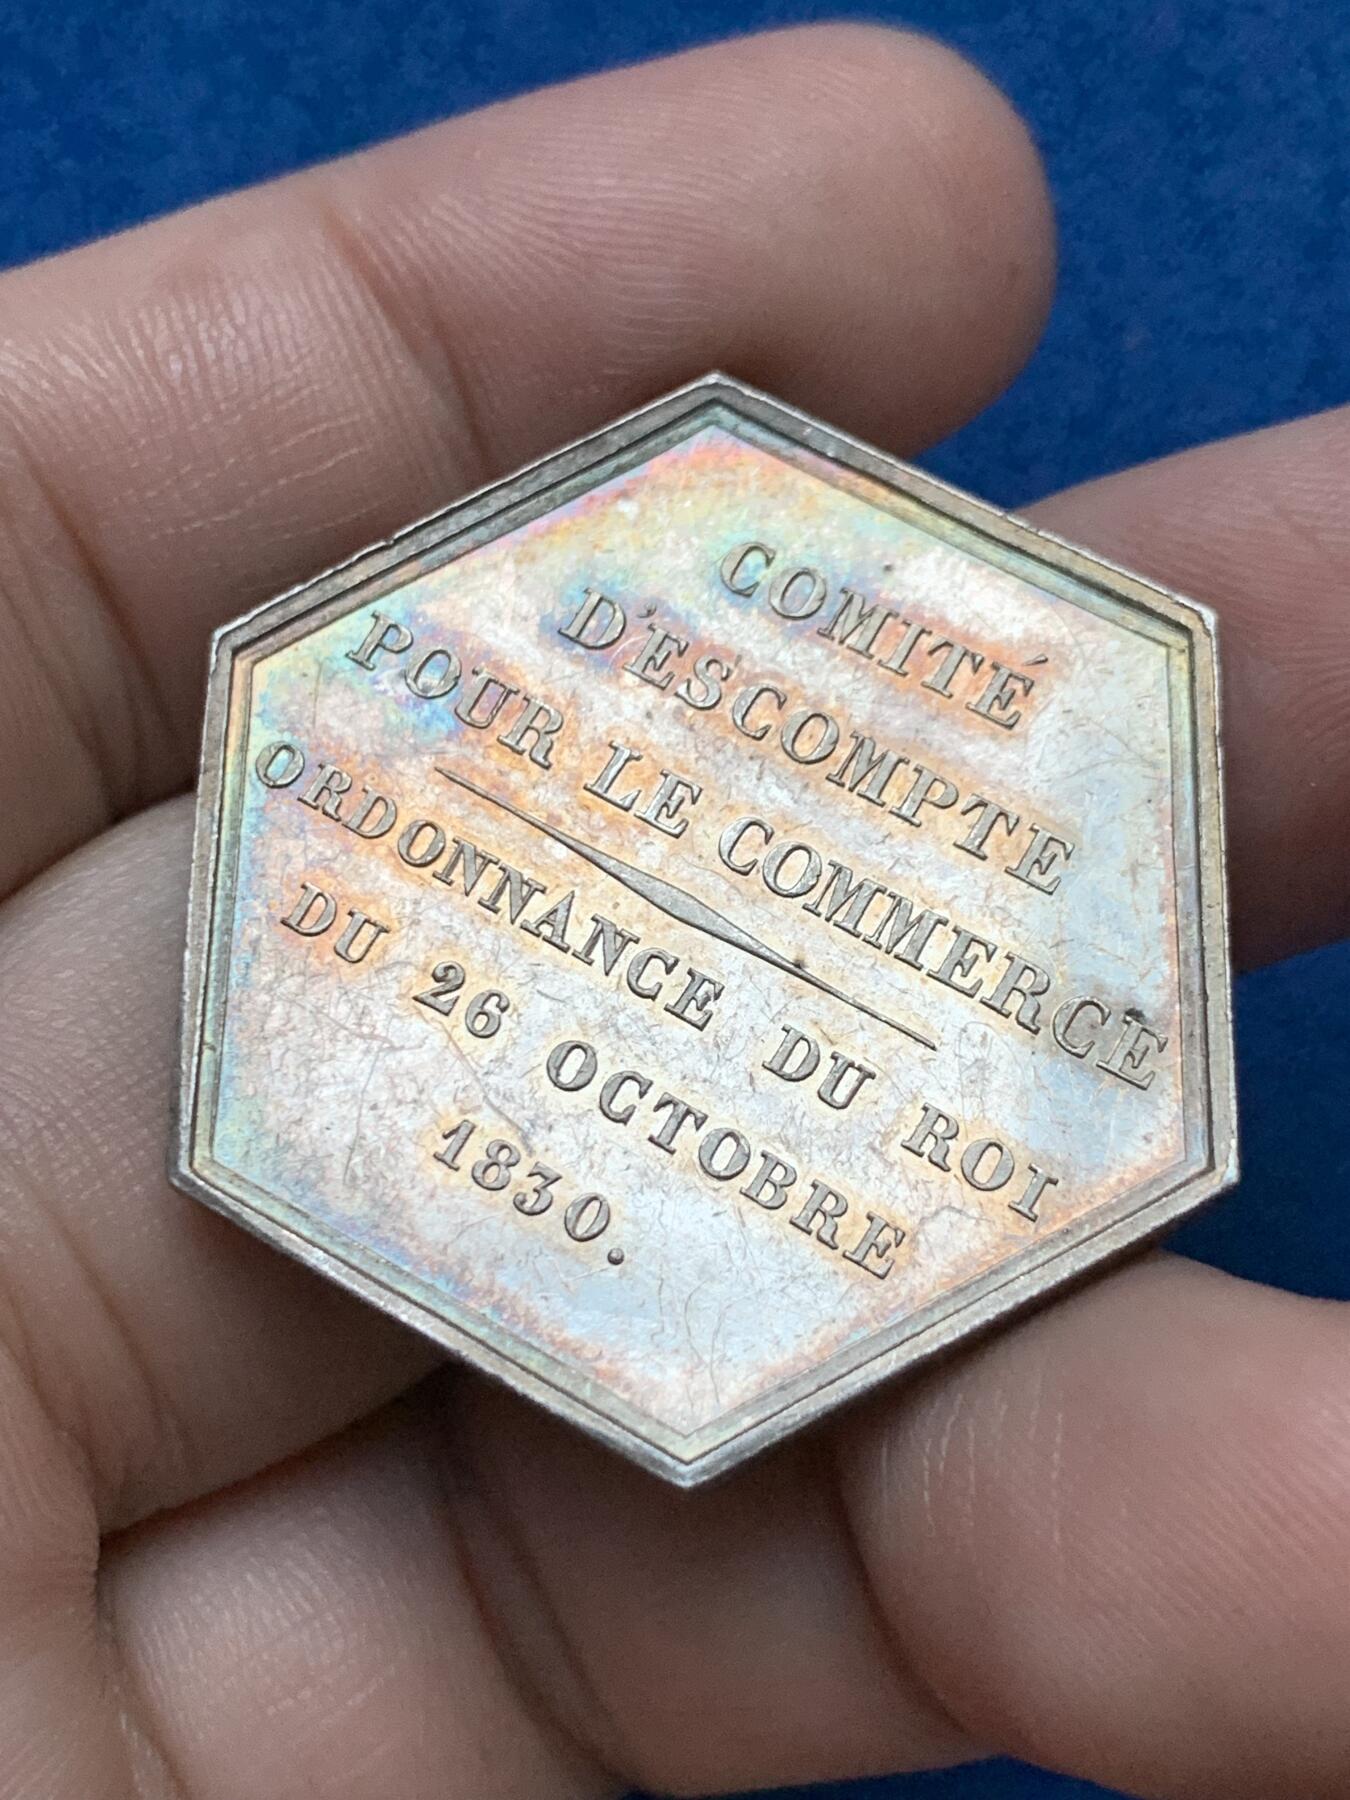 COMITÉ
D'ESCOMPTE
POUR LE COMMERCE
ORDONNANCE DU ROI
DU 26 OCTOBRE
1830.